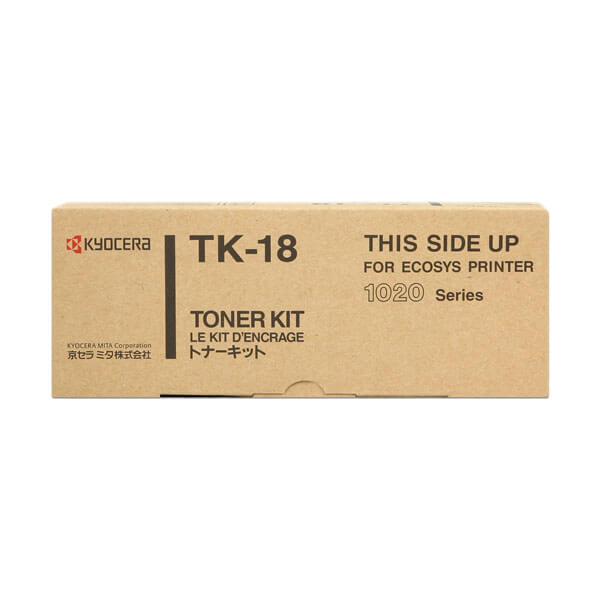 KYOCERA
KYOCERA MITA Corporation
京セラ ミタ株式会社
TK-18
TONER KIT
LE KIT D'ENCRAGE
トナーキット
THIS SIDE UP
FOR ECOSYS PRINTER
1020 Series